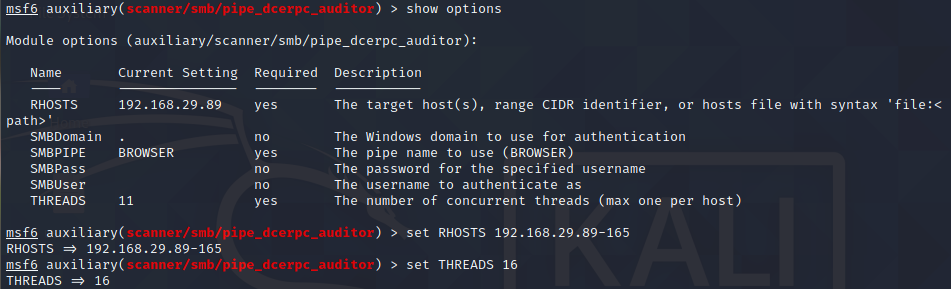 msf6 auxiliary(scanner/smb/pipe_dcerpc_auditor) > show options
Module options (auxiliary/scanner/smb/pipe_dcerpc_auditor):
Name Current Setting Required Description
RHOSTS 192.168.29.89 yes The target host(s), range CIDR identifier, or hosts file with syntax 'file:<
path>'
SMBDomain . no The Windows domain to use for authentication
SMBPIPE BROWSER yes The pipe name to use (BROWSER)
SMBPass no The password for the specified username
SMBUser no The username to authenticate as
THREADS 11 yes The number of concurrent threads (max one per host)
msf6 auxiliary(scanner/smb/pipe_dcerpc_auditor) > set RHOSTS 192.168.29.89-165
RHOSTS => 192.168.29.89-165
msf6 auxiliary(scanner/smb/pipe_dcerpc_auditor) > set THREADS 16
THREADS => 16
KALI